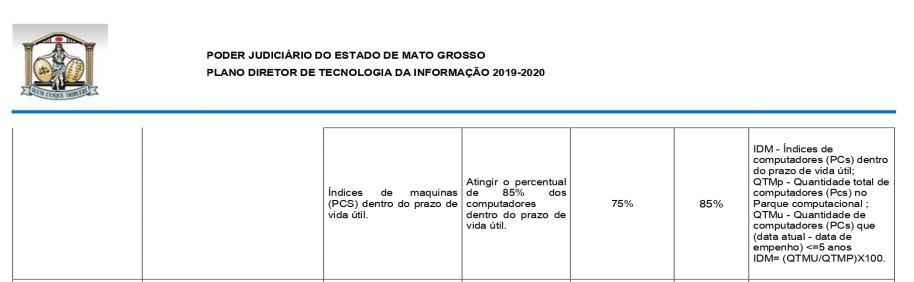 PODER JUDICIÁRIO DO ESTADO DE MATO GROSSO
PLANO DIRETOR DE TECNOLOGIA DA INFORMAÇÃO 2019-2020
Índices de maquinas
(PCS) dentro do prazo de
vida útil.
Atingir o percentual
de 85% dos
computadores
dentro do prazo de
vida útil.
75%
85%
IDM - Índices de
computadores (PCs) dentro
do prazo de vida útil;
QTMp - Quantidade total de
computadores (Pcs) no
Parque computacional ;
QTMu - Quantidade de
computadores (PCs) que
(data atual - data de
empenho) <=5 anos
IDM= (QTMU/QTMP)X100.